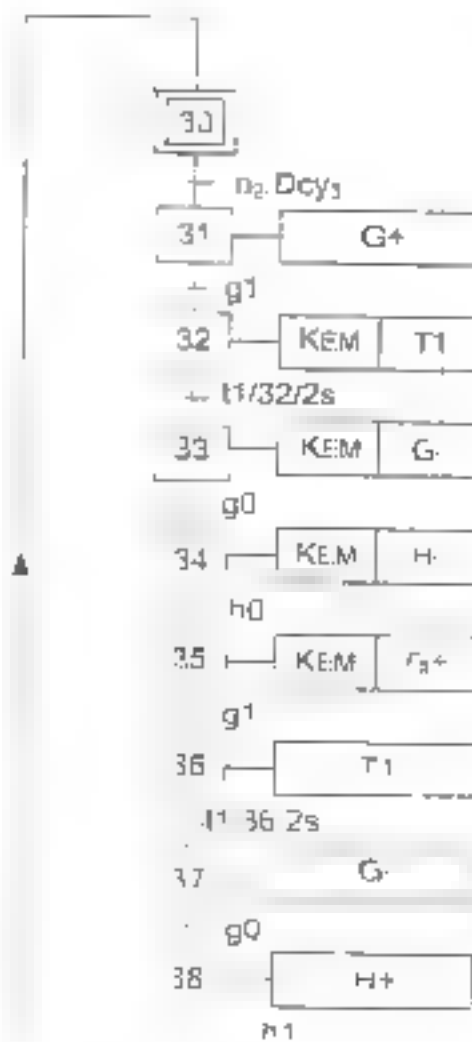 30
n₂. Dcy₃
31 G+
g1
32 KEM T1
t1/32/2s
33 KEM G-
g0
34 KEM H-
h0
35 KEM
g1
36 T1
36 2s
37 G-
g0
38 H+
h1